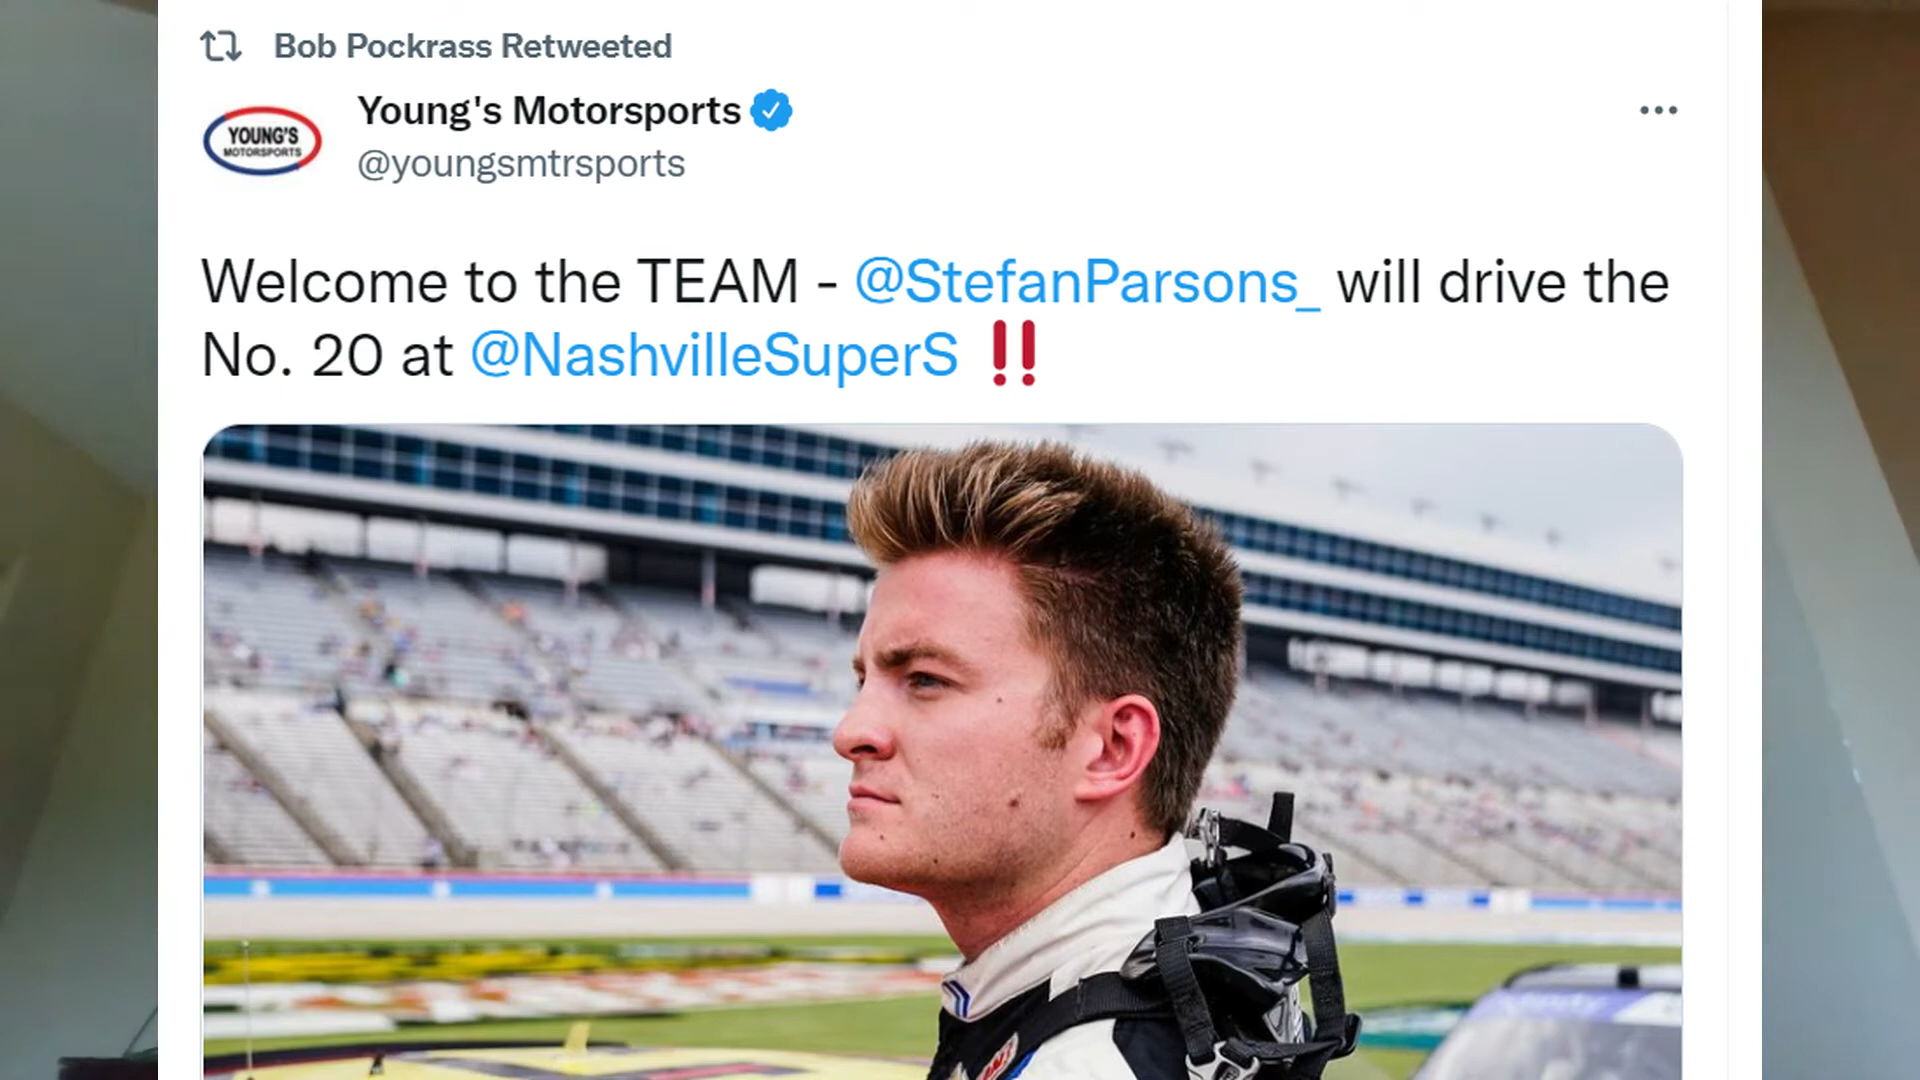 Bob Pockrass Retweeted
YOUNG'S
MOTORSPORTS
Young's Motorsports
@youngsmtrsports
Welcome to the TEAM - @StefanParsons_ will drive the
No. 20 at @NashvilleSuperS ‼️